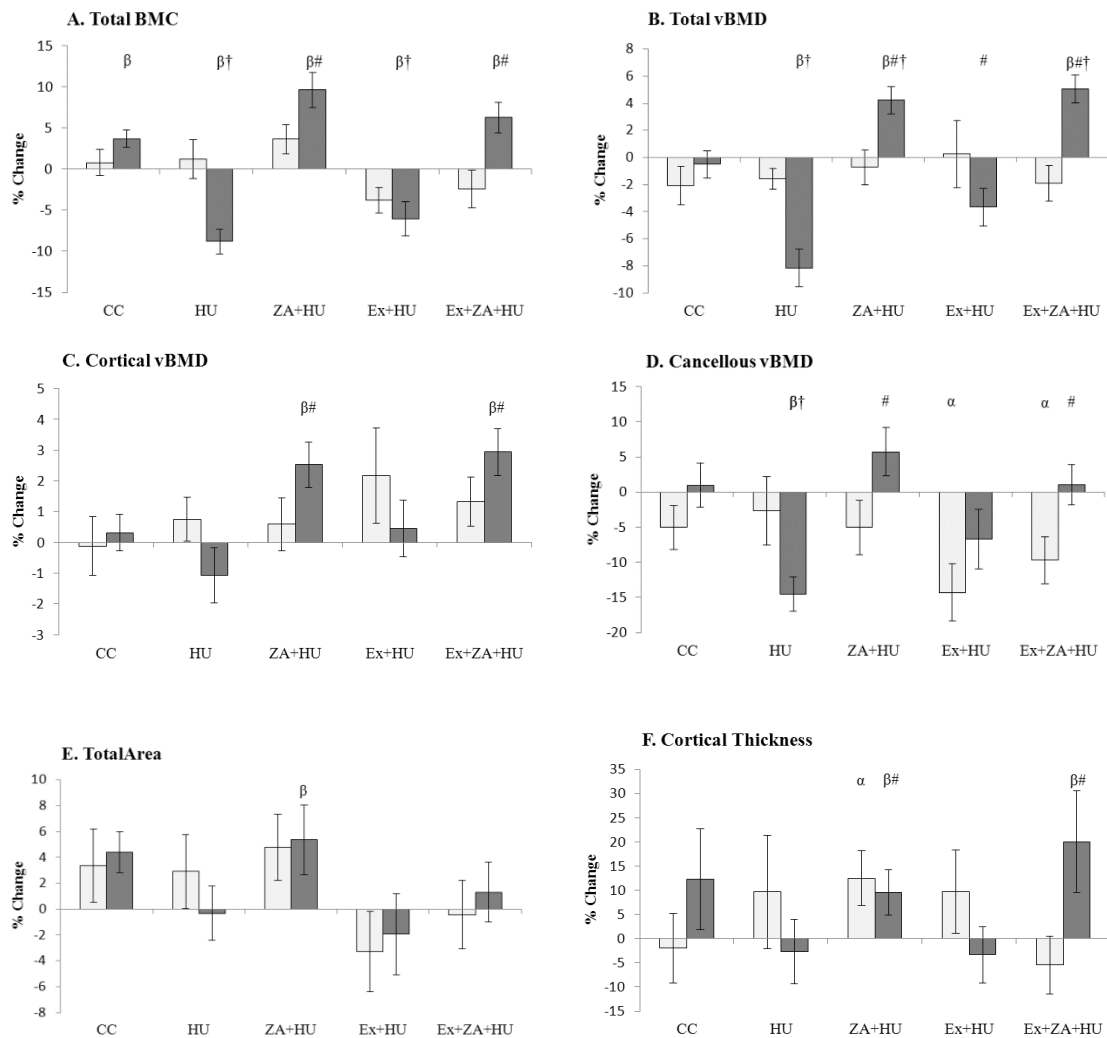 A. Total BMC
% Change
15
10
5
0
-5
-10
-15
β
β†
β#
β†
β#
CC HU ZA+HU Ex+HU Ex+ZA+HU
B. Total vBMD
% Change
8
6
4
2
0
-2
-4
-6
-8
-10
β†
β#†
#
β#†
CC HU ZA+HU Ex+HU Ex+ZA+HU
C. Cortical vBMD
% Change
5
4
3
2
1
0
-1
-2
-3
β#
β#
CC HU ZA+HU Ex+HU Ex+ZA+HU
D. Cancellous vBMD
% Change
15
10
5
0
-5
-10
-15
-20
β†
#
α
α #
CC HU ZA+HU Ex+HU Ex+ZA+HU
E. TotalArea
% Change
10
8
6
4
2
0
-2
-4
-6
-8
β
CC HU ZA+HU Ex+HU Ex+ZA+HU
F. Cortical Thickness
% Change
35
30
25
20
15
10
5
0
-5
-10
-15
α β#
β#
CC HU ZA+HU Ex+HU Ex+ZA+HU